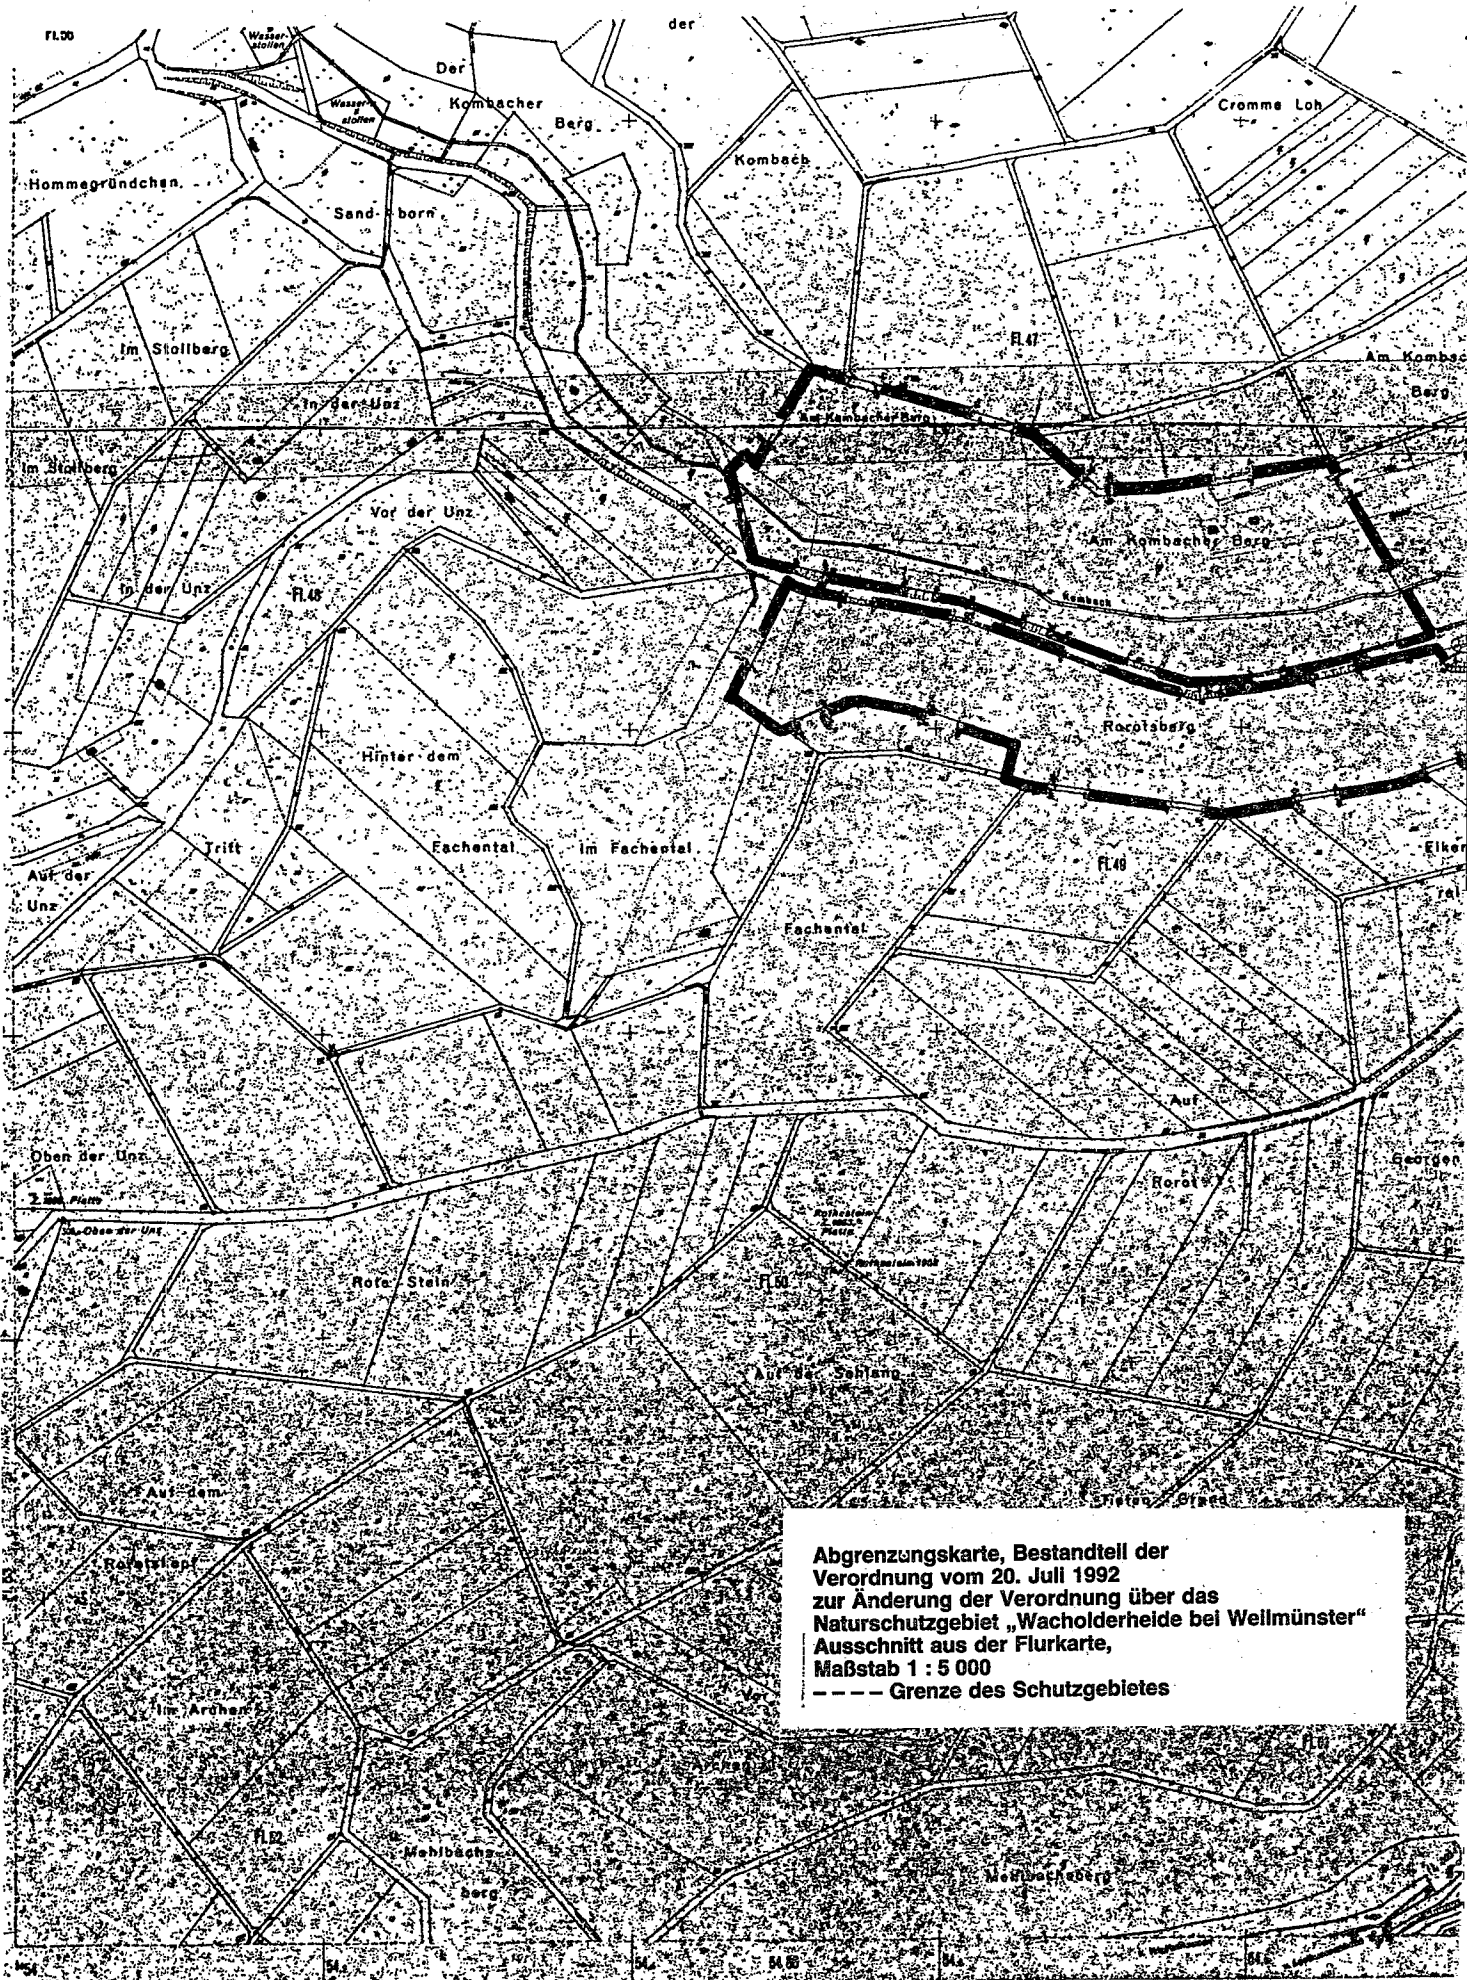 der
Fl.50
Wasser-
stollen
Der
Kombacher
Berg
Wasser-
stollen
Cromme Loh
Kombach
Hommegründchen
Sand-born
Im Stollberg
Fl.47
Am Kombac
Berg
In der Unz
Am Kombacher Berg
Im Stollberg
Vor der Unz
Am Kombacher Berg
In der Unz
Fl.48
Kombach
Rorotsberg
Hinter dem
Fachental
Im Fachental
Trift
Fl.49
Elker
Auf der
Unz
Fachental
Auf
Rorot
Oben der Unz
Georgen
Rote Stein
Fl.50
Auf der Schlang
Tiefen Grund
Auf dem
Rorotskopf
Abgrenzungskarte, Bestandteil der
Verordnung vom 20. Juli 1992
zur Änderung der Verordnung über das
Naturschutzgebiet „Wacholderheide bei Weilmünster“
Ausschnitt aus der Flurkarte,
Maßstab 1 : 5 000
---- Grenze des Schutzgebietes
Im Archen
Archen
Fl.52
Mehlbachs-
berg
Mehlbachsberg